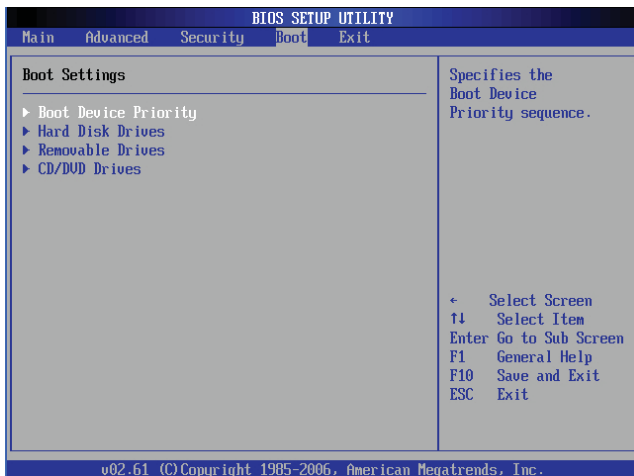 BIOS SETUP UTILITY
Main Advanced Security Boot Exit
Boot Settings
▶ Boot Device Priority
▶ Hard Disk Drives
▶ Removable Drives
▶ CD/DVD Drives
Specifies the
Boot Device
Priority sequence.
← Select Screen
↑↓ Select Item
Enter Go to Sub Screen
F1 General Help
F10 Save and Exit
ESC Exit
v02.61 (C)Copyright 1985-2006, American Megatrends, Inc.